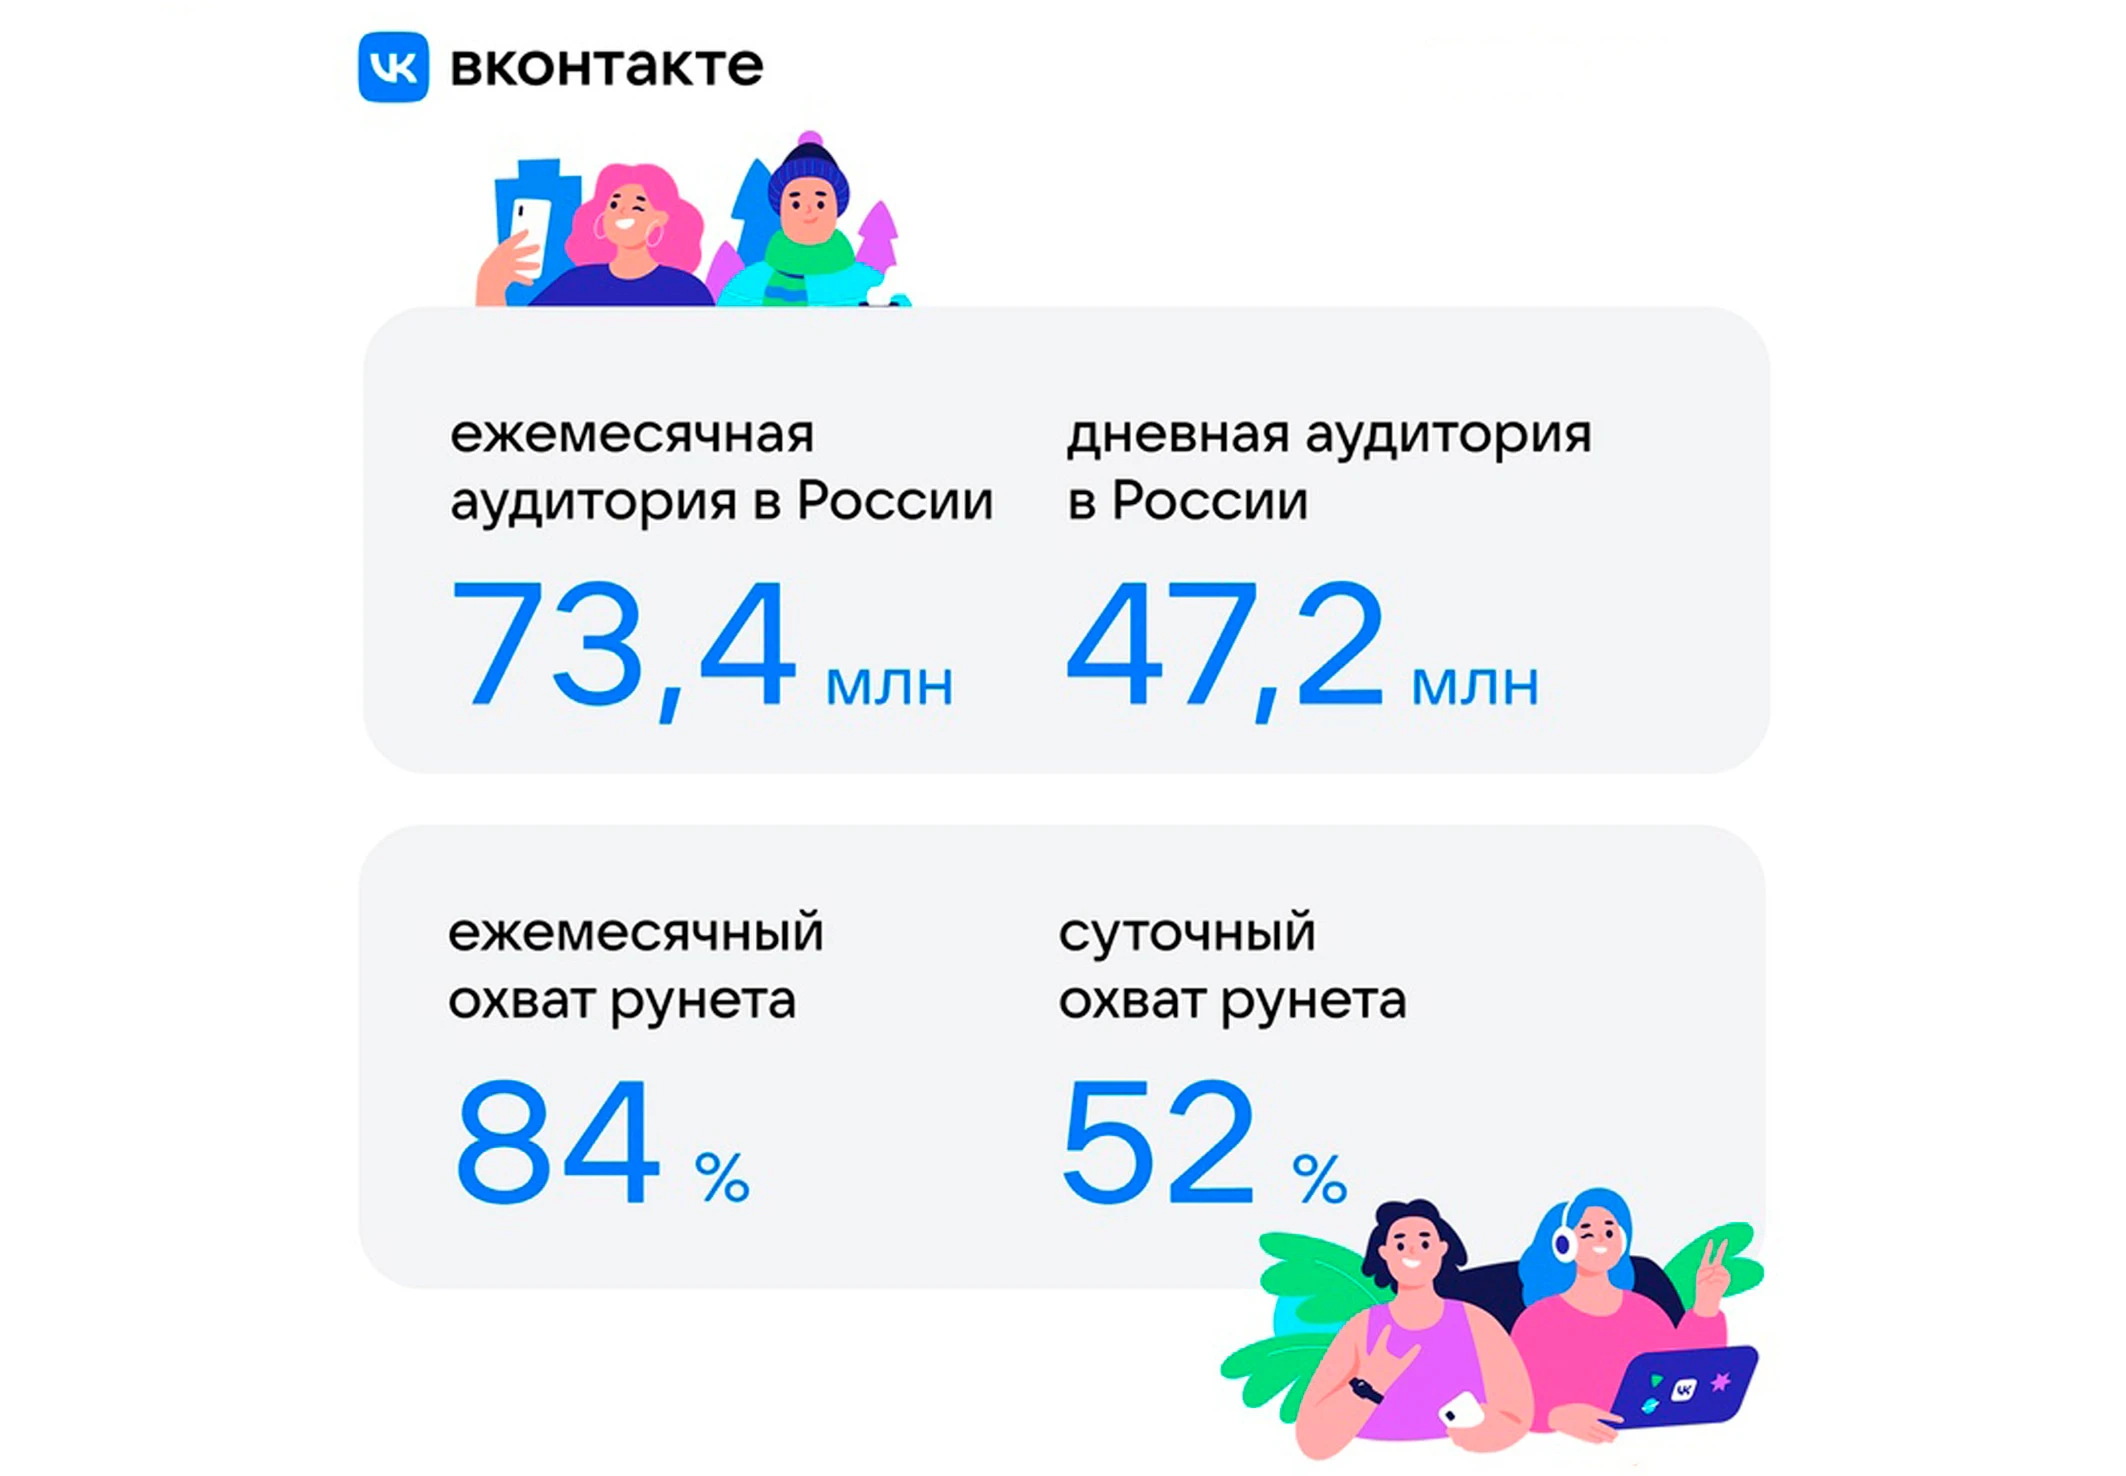 вконтакте
ежемесячная
аудитория в России
73,4 млн
дневная аудитория
в России
47,2 млн
ежемесячный
охват рунета
84 %
суточный
охват рунета
52 %